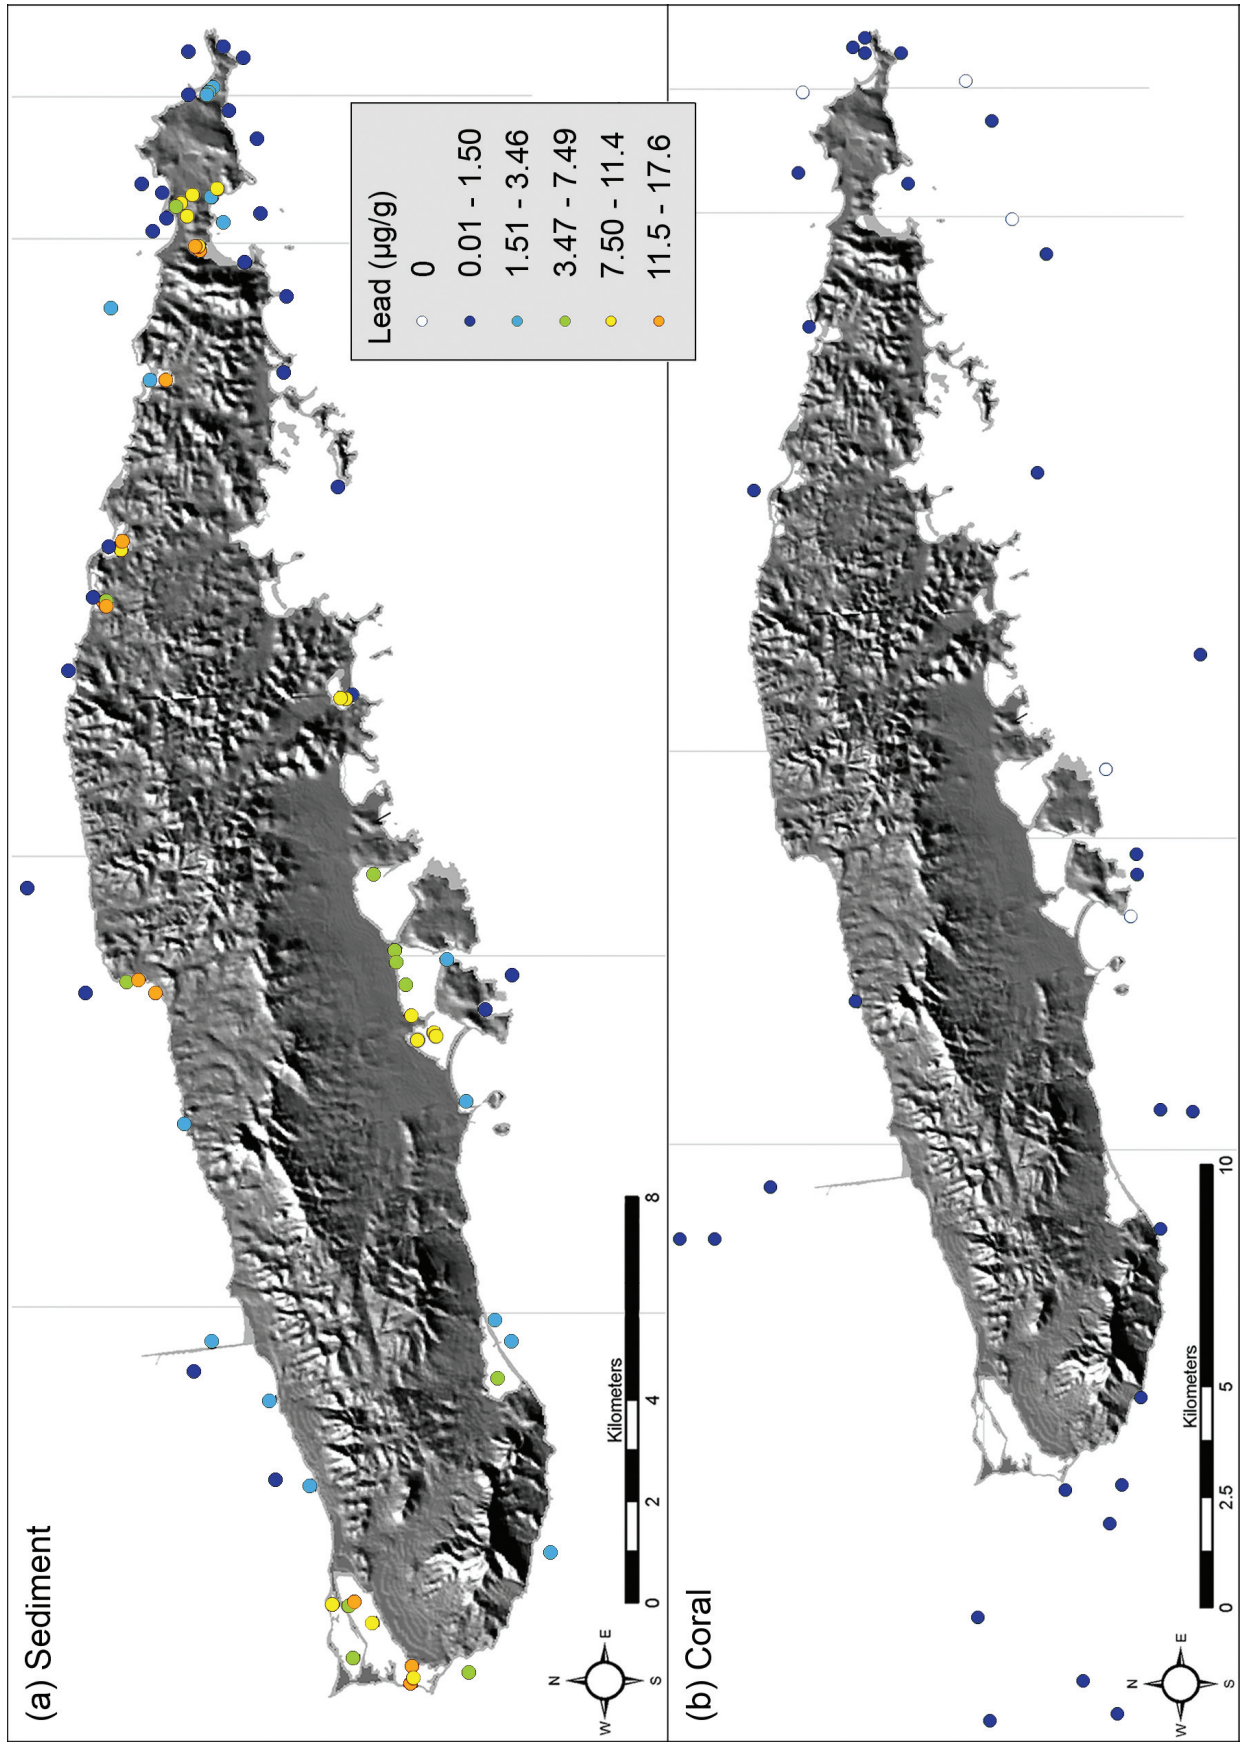 (a) Sediment
Lead (µg/g)
0
0.01 - 1.50
1.51 - 3.46
3.47 - 7.49
7.50 - 11.4
11.5 - 17.6
N
W
E
S
Kilometers
0
2
4
8
(b) Coral
N
W
E
S
Kilometers
0
2.5
5
10